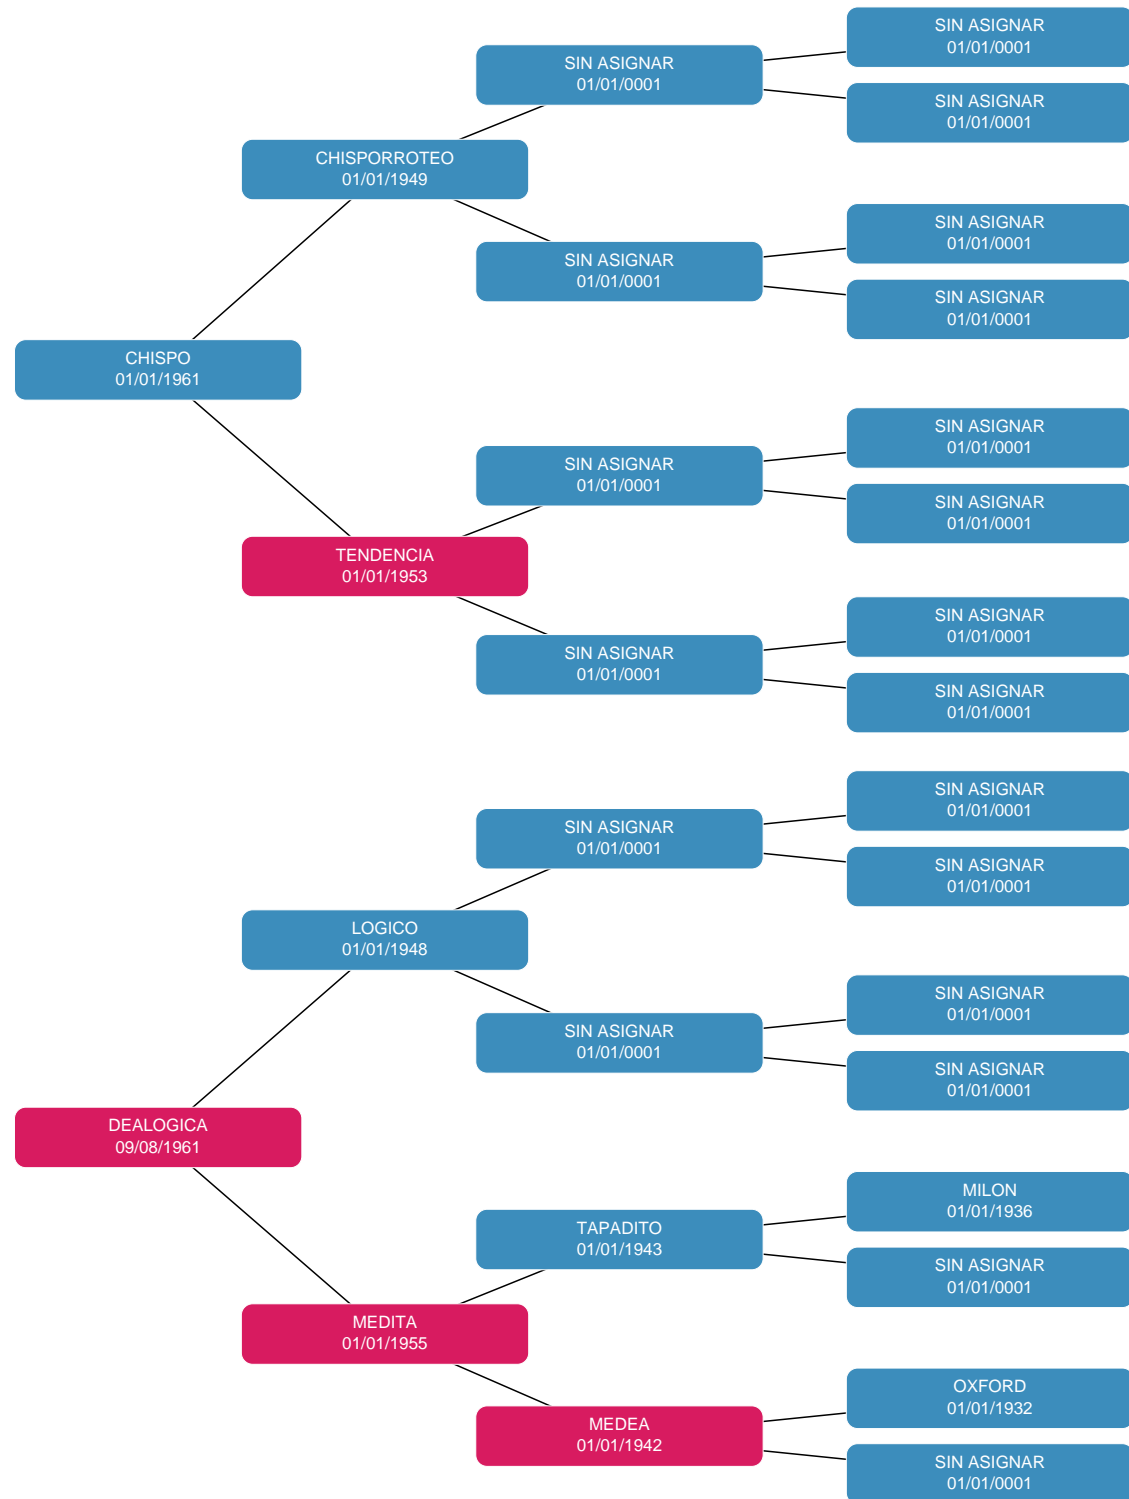 SIN ASIGNAR
01/01/0001
SIN ASIGNAR
01/01/0001
SIN ASIGNAR
01/01/0001
CHISPORROTEO
01/01/1949
SIN ASIGNAR
01/01/0001
SIN ASIGNAR
01/01/0001
SIN ASIGNAR
01/01/0001
CHISPO
01/01/1961
SIN ASIGNAR
01/01/0001
SIN ASIGNAR
01/01/0001
SIN ASIGNAR
01/01/0001
TENDENCIA
01/01/1953
SIN ASIGNAR
01/01/0001
SIN ASIGNAR
01/01/0001
SIN ASIGNAR
01/01/0001
SIN ASIGNAR
01/01/0001
SIN ASIGNAR
01/01/0001
SIN ASIGNAR
01/01/0001
LOGICO
01/01/1948
SIN ASIGNAR
01/01/0001
SIN ASIGNAR
01/01/0001
SIN ASIGNAR
01/01/0001
DEALOGICA
09/08/1961
MILON
01/01/1936
TAPADITO
01/01/1943
SIN ASIGNAR
01/01/0001
MEDITA
01/01/1955
OXFORD
01/01/1932
MEDEA
01/01/1942
SIN ASIGNAR
01/01/0001